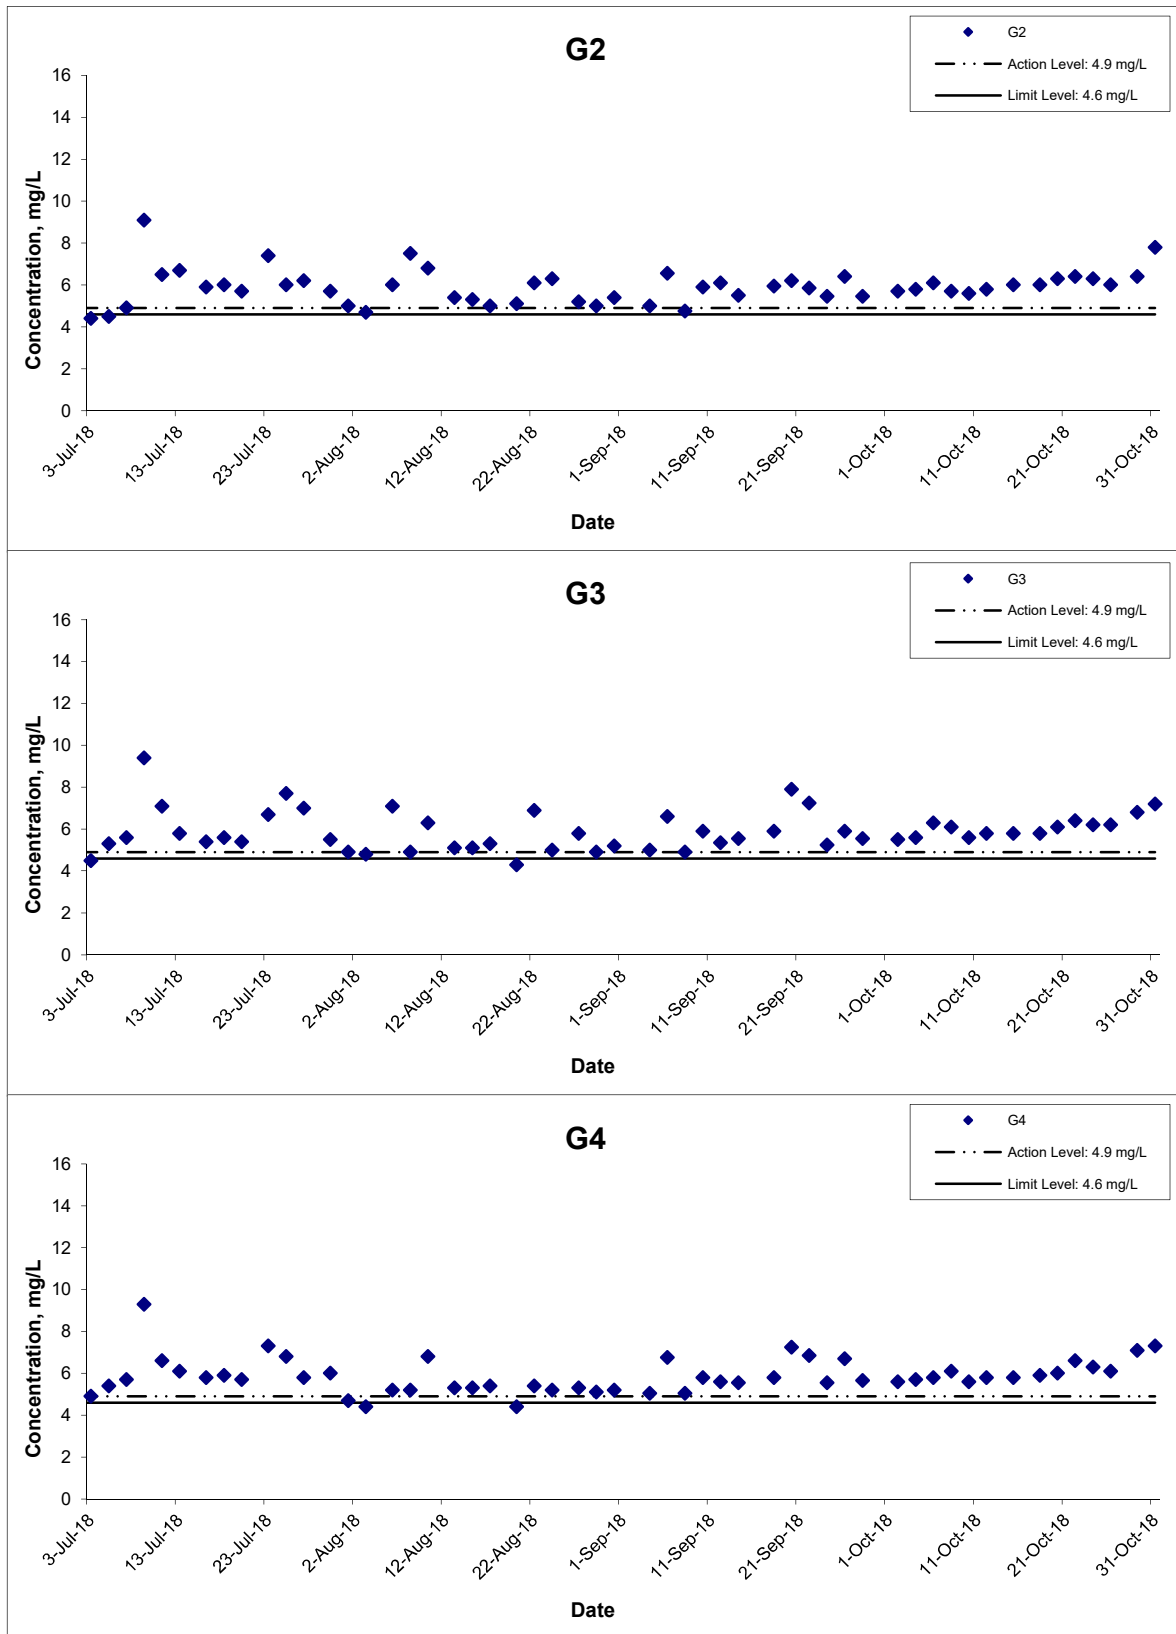 G2
G2
Action Level: 4.9 mg/L
Limit Level: 4.6 mg/L
Concentration, mg/L
16
14
12
10
8
6
4
2
0
3-Jul-18
13-Jul-18
23-Jul-18
2-Aug-18
12-Aug-18
22-Aug-18
1-Sep-18
11-Sep-18
21-Sep-18
1-Oct-18
11-Oct-18
21-Oct-18
31-Oct-18
Date
G3
G3
Action Level: 4.9 mg/L
Limit Level: 4.6 mg/L
Concentration, mg/L
16
14
12
10
8
6
4
2
0
3-Jul-18
13-Jul-18
23-Jul-18
2-Aug-18
12-Aug-18
22-Aug-18
1-Sep-18
11-Sep-18
21-Sep-18
1-Oct-18
11-Oct-18
21-Oct-18
31-Oct-18
Date
G4
G4
Action Level: 4.9 mg/L
Limit Level: 4.6 mg/L
Concentration, mg/L
16
14
12
10
8
6
4
2
0
3-Jul-18
13-Jul-18
23-Jul-18
2-Aug-18
12-Aug-18
22-Aug-18
1-Sep-18
11-Sep-18
21-Sep-18
1-Oct-18
11-Oct-18
21-Oct-18
31-Oct-18
Date